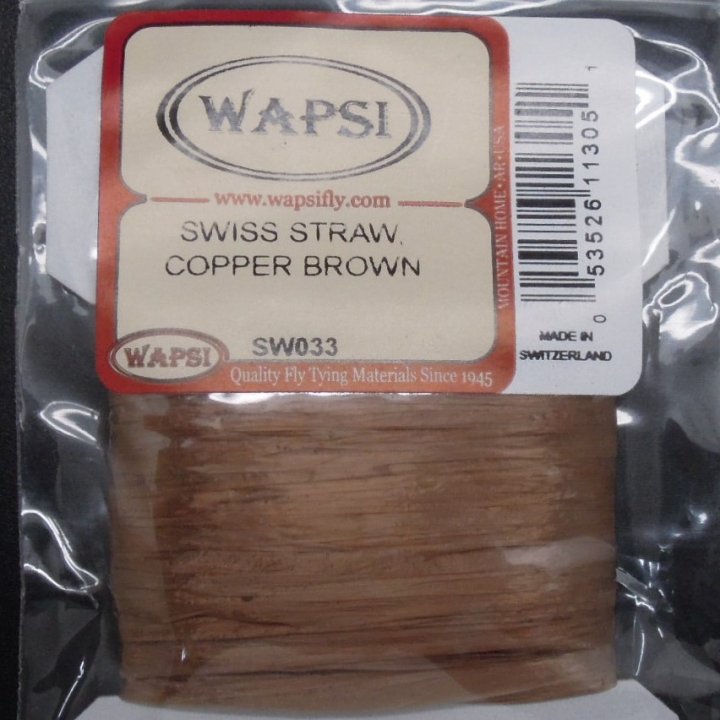 WAPSI
www.wapsifly.com
SWISS STRAW,
COPPER BROWN
WAPSI
SW033
Quality Fly Tying Materials Since 1945
MOUNTAIN HOME • AR • USA
0 53526 11305 1
MADE IN
SWITZERLAND